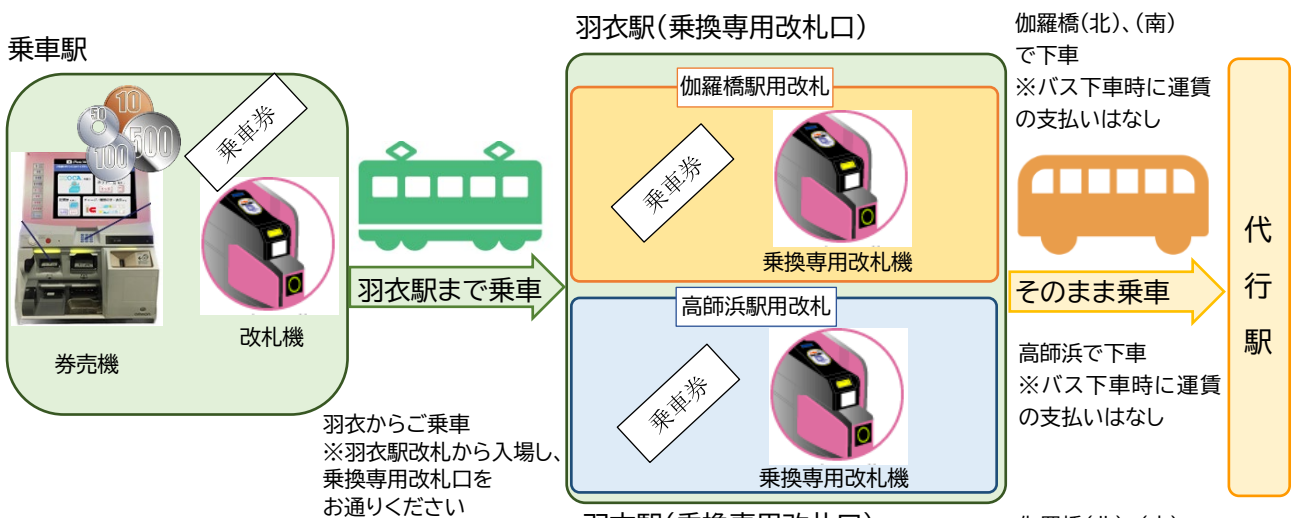 乗車駅
10
50
500
100
乗車券
券売機
改札機
羽衣駅まで乗車
羽衣からご乗車
※羽衣駅改札から入場し、
乗換専用改札口を
お通りください
羽衣駅(乗換専用改札口)
伽羅橋駅用改札
乗車券
乗換専用改札機
高師浜駅用改札
乗車券
乗換専用改札機
伽羅橋(北)、(南)
で下車
※バス下車時に運賃
の支払いはなし
そのまま乗車
高師浜で下車
※バス下車時に運賃
の支払いはなし
代行駅